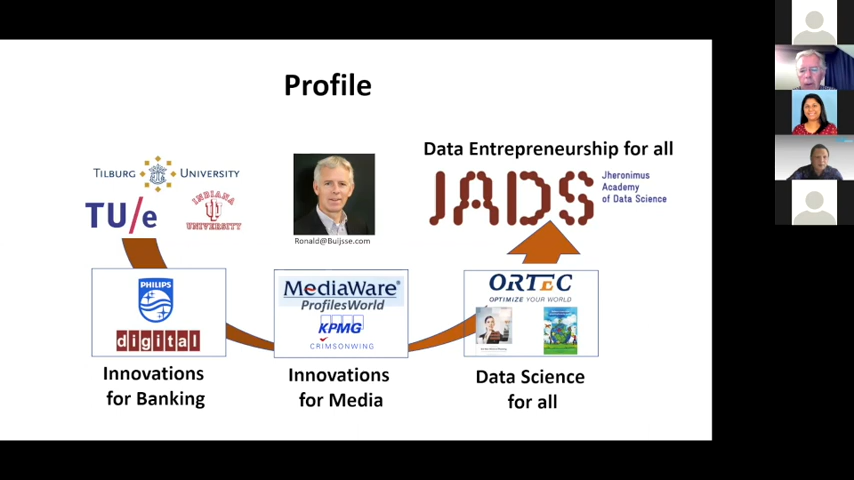 Profile
Data Entrepreneurship for all
TILBURG UNIVERSITY
TU/e
INDIANA
UNIVERSITY
Ronald@Buijsse.com
JADS
Jheronimus
Academy
of Data Science
PHILIPS
digital
Innovations
for Banking
MediaWare
ProfilesWorld
KPMG
CRIMSONWING
Innovations
for Media
ORTEC
OPTIMIZE YOUR WORLD
Data Science
for all